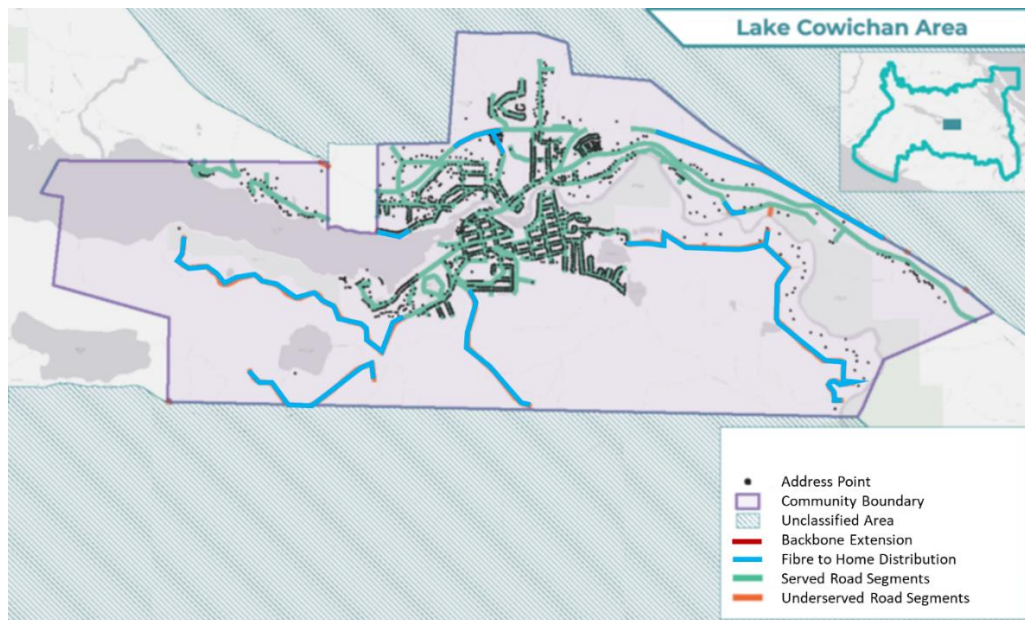 Lake Cowichan Area
Address Point
Community Boundary
Unclassified Area
Backbone Extension
Fibre to Home Distribution
Served Road Segments
Underserved Road Segments